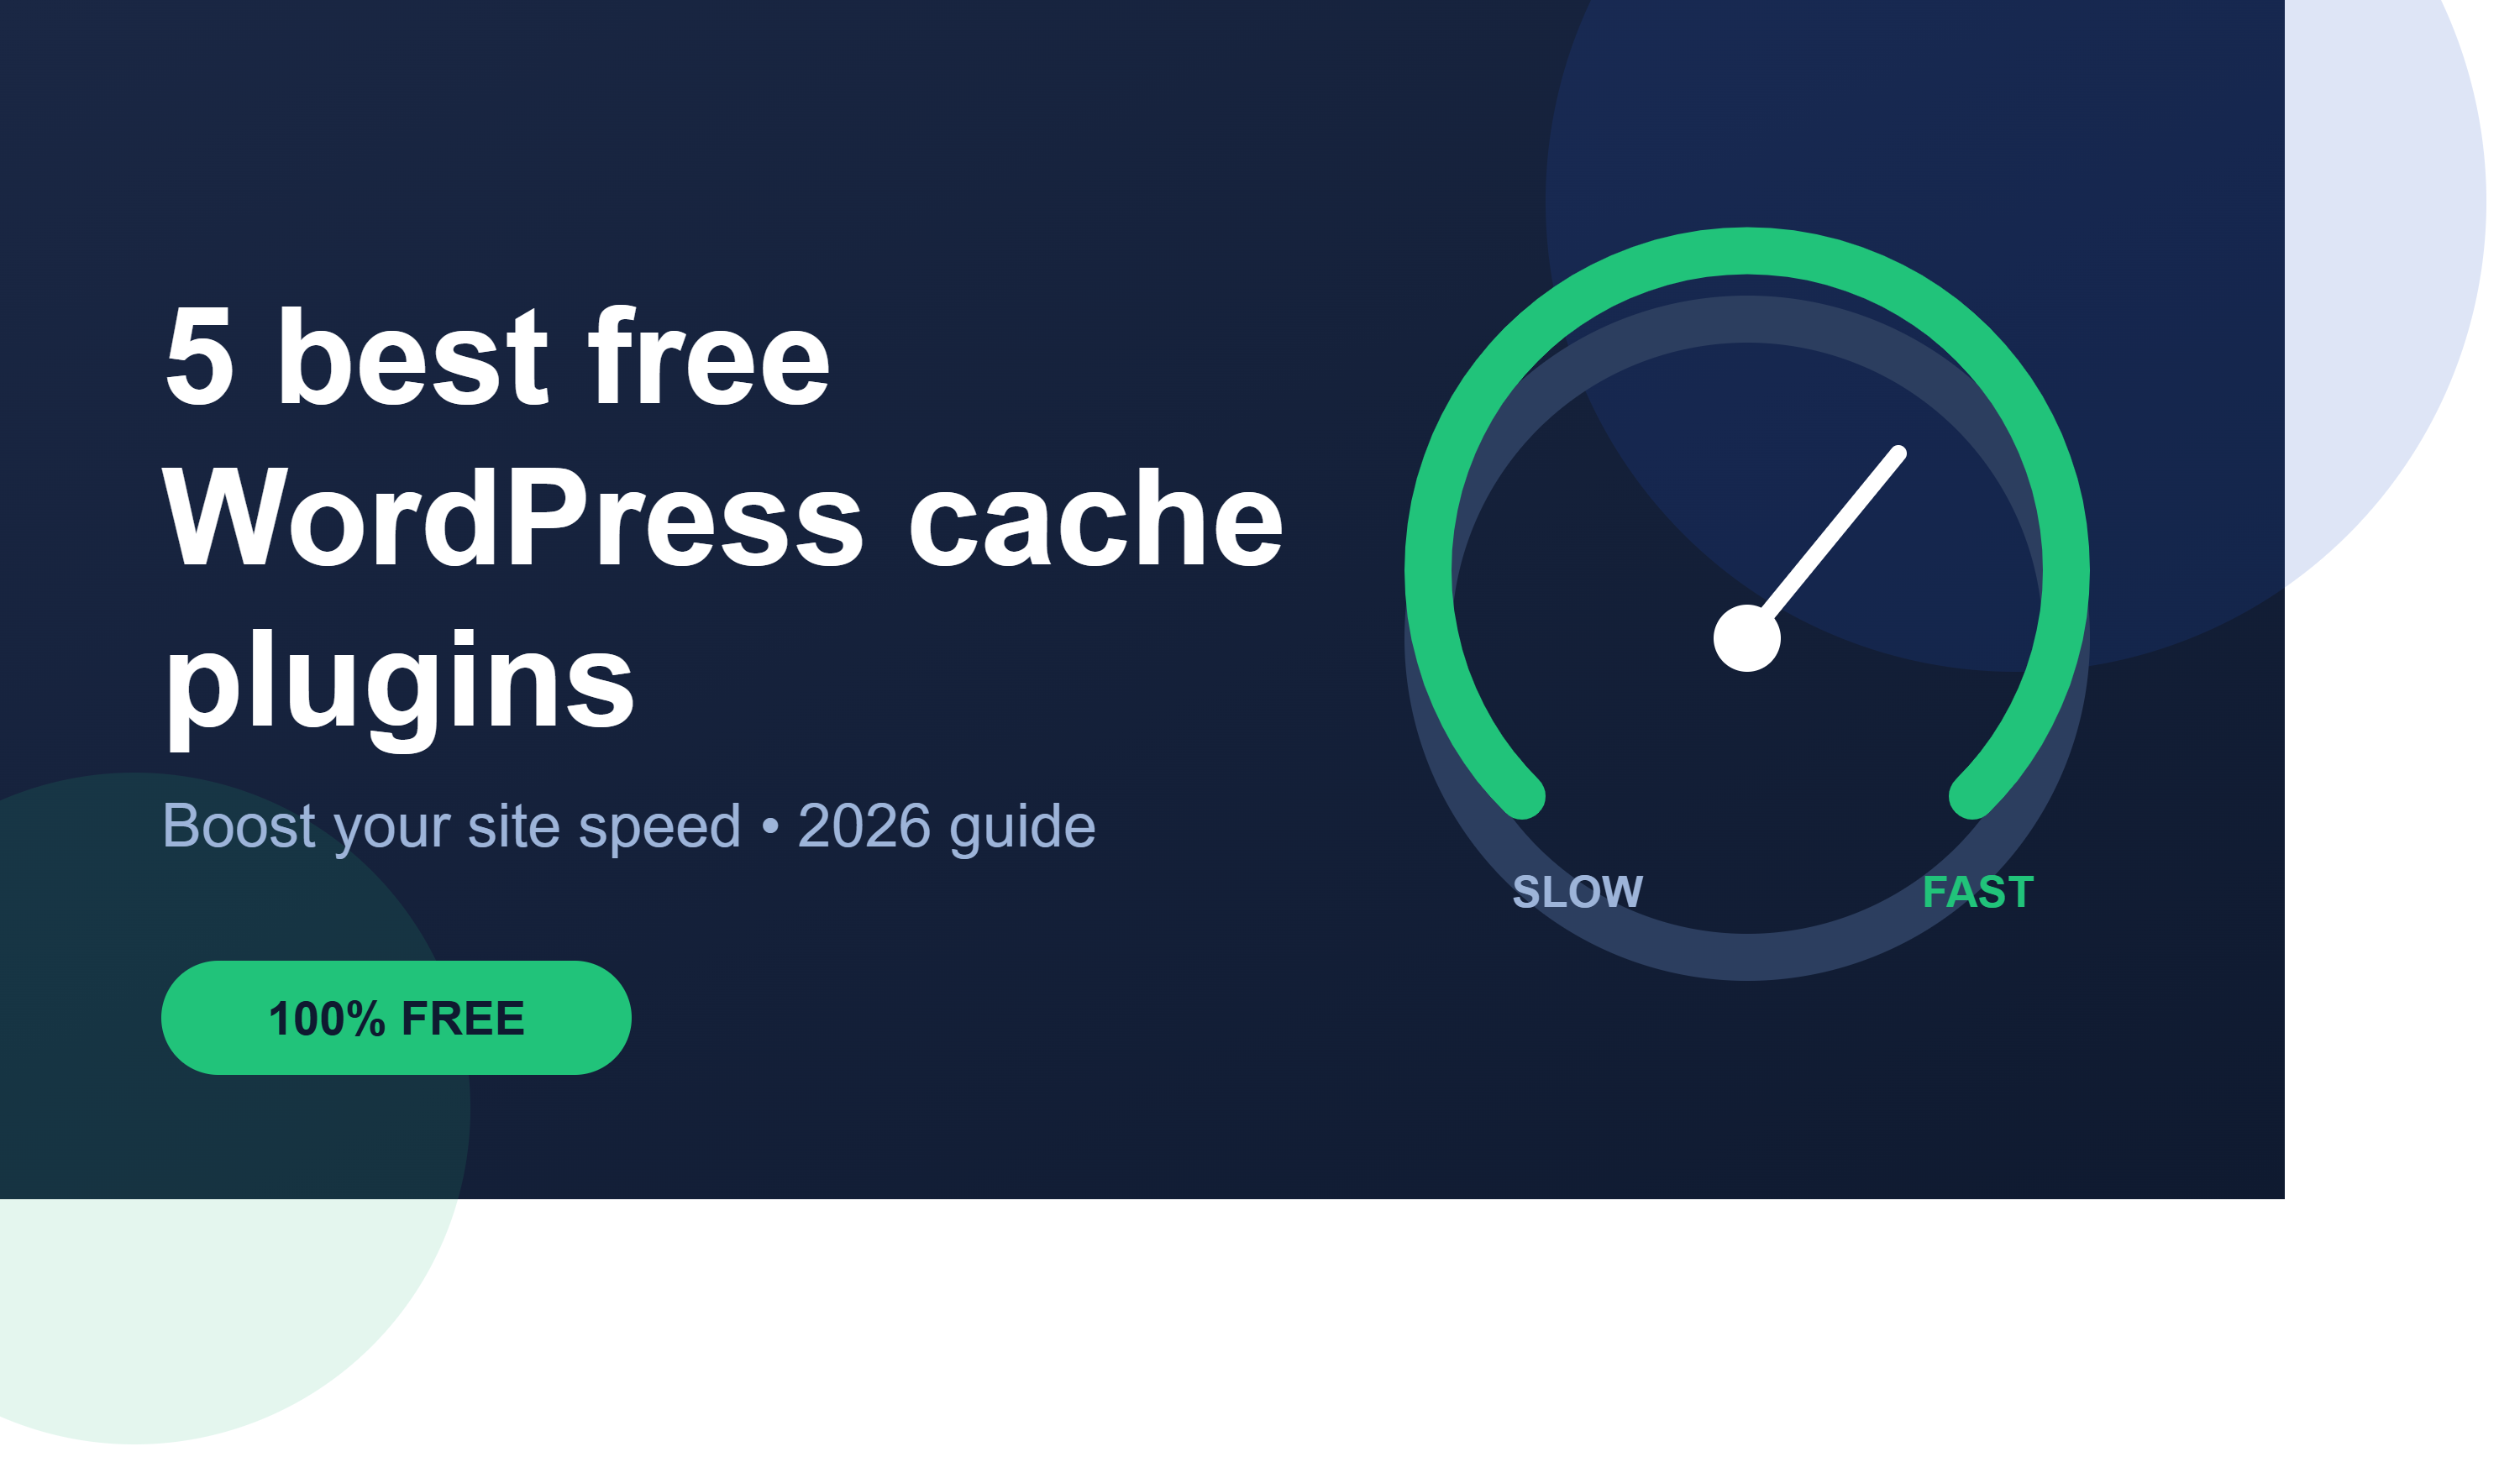 5 best free
WordPress cache
plugins
Boost your site speed • 2026 guide
100% FREE
SLOW
FAST